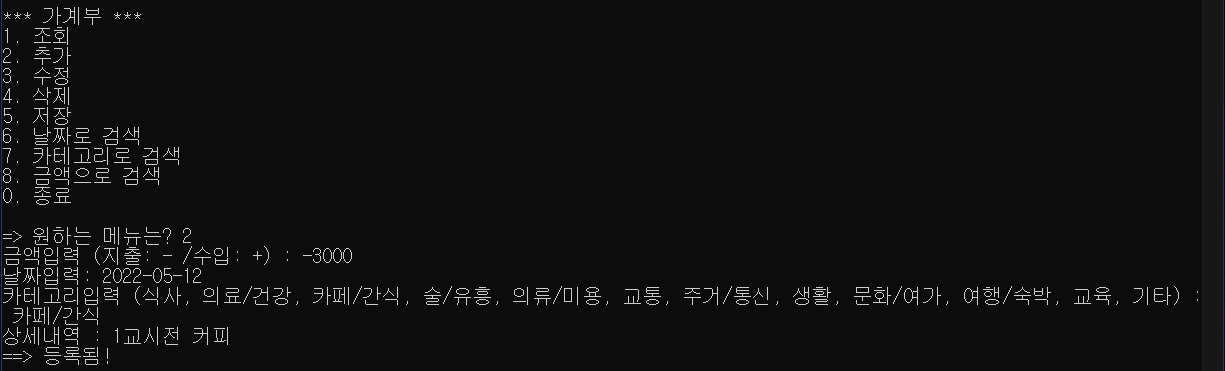 *** 가계부 ***
1. 조회
2. 추가
3. 수정
4. 삭제
5. 저장
6. 날짜로 검색
7. 카테고리로 검색
8. 금액으로 검색
0. 종료
=> 원하는 메뉴는? 2
금액입력 (지출: - /수입: +) : -3000
날짜입력: 2022-05-12
카테고리입력 (식사, 의료/건강, 카페/간식, 술/유흥, 의류/미용, 교통, 주거/통신, 생활, 문화/여가, 여행/숙박, 교육, 기타) :
카페/간식
상세내역 : 1교시전 커피
==> 등록됨!